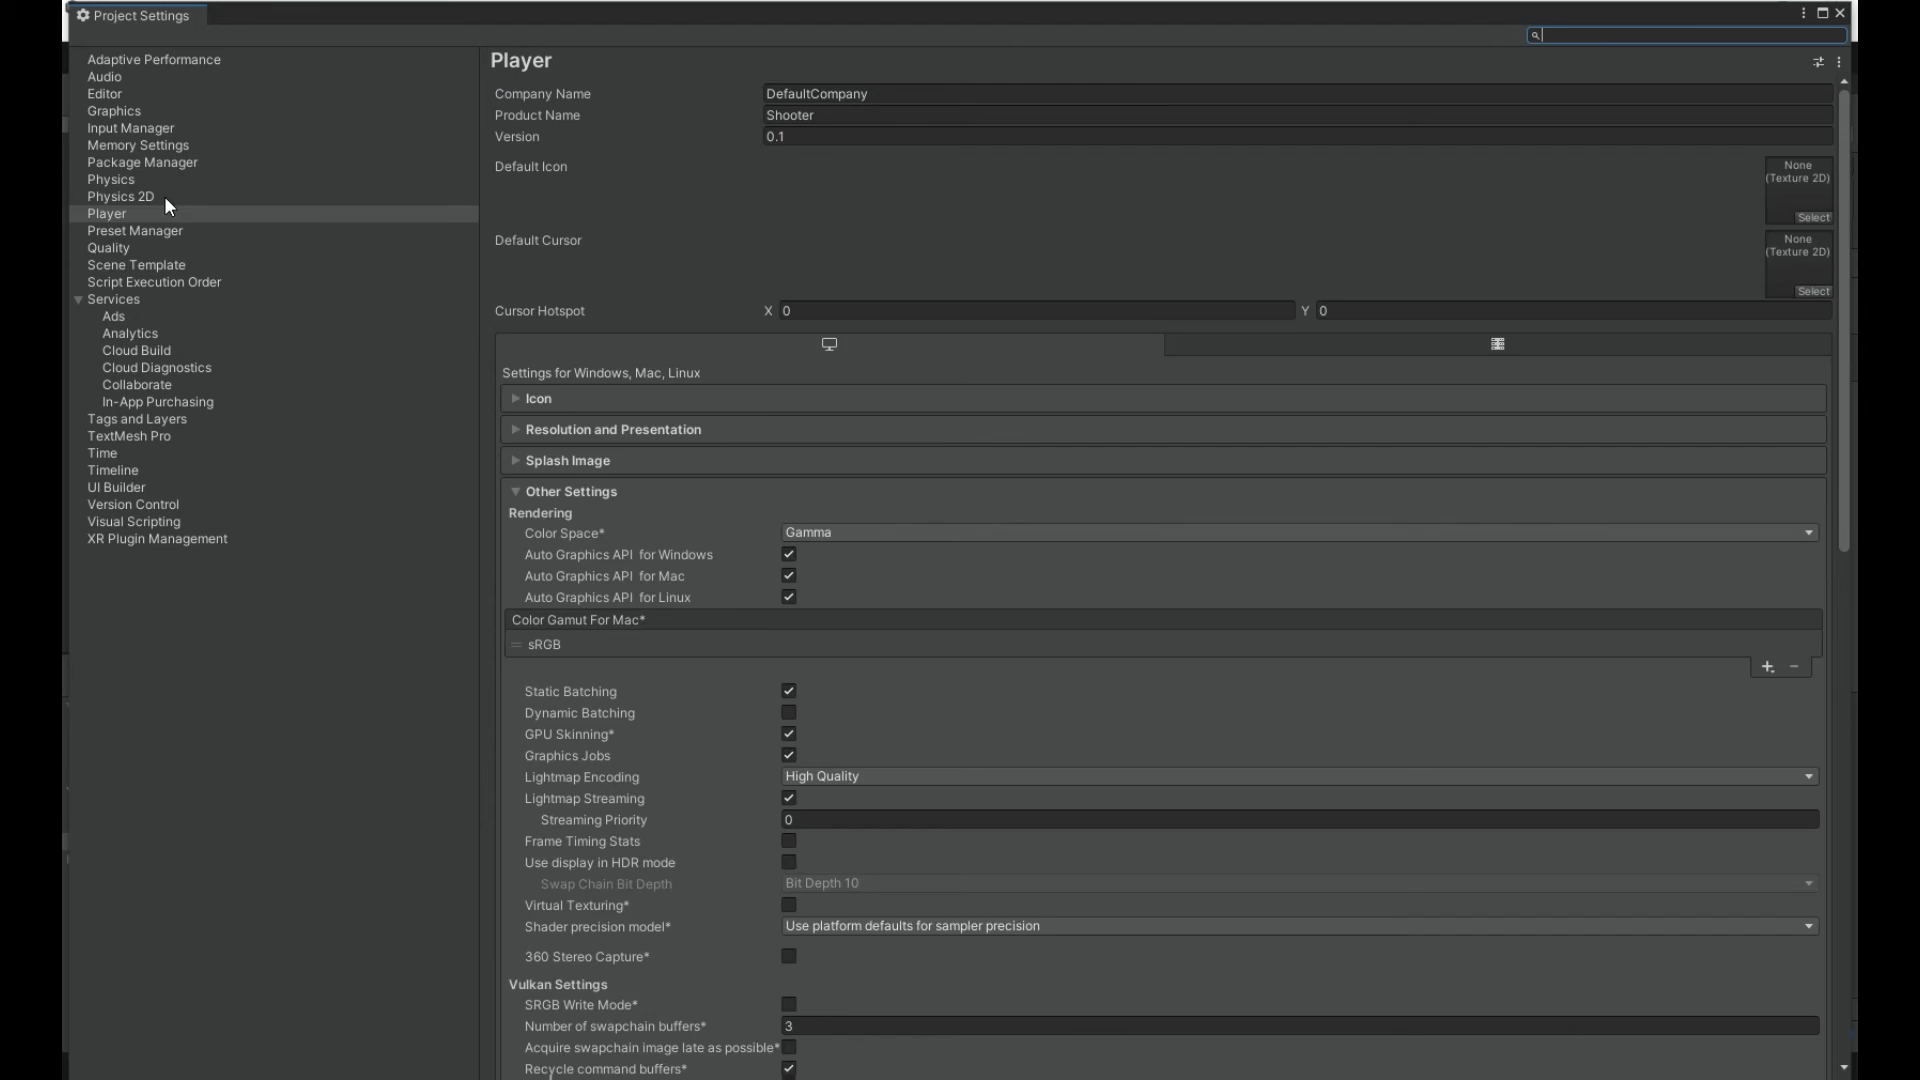 Project Settings
Adaptive Performance
Audio
Editor
Graphics
Input Manager
Memory Settings
Package Manager
Physics
Physics 2D
Player
Preset Manager
Quality
Scene Template
Script Execution Order
Services
Ads
Analytics
Cloud Build
Cloud Diagnostics
Collaborate
In-App Purchasing
Tags and Layers
TextMesh Pro
Time
Timeline
UI Builder
Version Control
Visual Scripting
XR Plugin Management
Player
Company Name DefaultCompany
Product Name Shooter
Version 0.1
Default Icon
None
(Texture 2D)
Select
Default Cursor
None
(Texture 2D)
Select
Cursor Hotspot X 0 Y 0
Settings for Windows, Mac, Linux
Icon
Resolution and Presentation
Splash Image
Other Settings
Rendering
Color Space* Gamma
Auto Graphics API for Windows
Auto Graphics API for Mac
Auto Graphics API for Linux
Color Gamut For Mac*
sRGB
Static Batching
Dynamic Batching
GPU Skinning*
Graphics Jobs
Lightmap Encoding High Quality
Lightmap Streaming
Streaming Priority 0
Frame Timing Stats
Use display in HDR mode
Swap Chain Bit Depth Bit Depth 10
Virtual Texturing*
Shader precision model* Use platform defaults for sampler precision
360 Stereo Capture*
Vulkan Settings
SRGB Write Mode*
Number of swapchain buffers* 3
Acquire swapchain image late as possible*
Recycle command buffers*